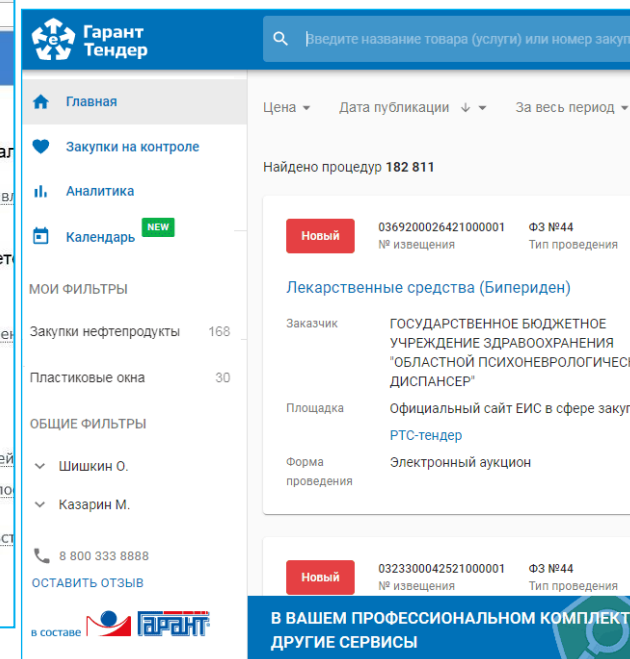 Гарант
Тендер
Введите название товара (услуги) или номер закуп
Главная
Закупки на контроле
Аналитика
Календарь
NEW
МОИ ФИЛЬТРЫ
Закупки нефтепродукты 168
Пластиковые окна 30
ОБЩИЕ ФИЛЬТРЫ
Шишкин О.
Казарин М.
8 800 333 8888
ОСТАВИТЬ ОТЗЫВ
в составе ГАРАНТ
Цена Дата публикации За весь период
Найдено процедур 182 811
Новый 0369200026421000001 ФЗ №44
№ извещения Тип проведения
Лекарственные средства (Бипериден)
Заказчик ГОСУДАРСТВЕННОЕ БЮДЖЕТНОЕ
УЧРЕЖДЕНИЕ ЗДРАВООХРАНЕНИЯ
"ОБЛАСТНОЙ ПСИХОНЕВРОЛОГИЧЕС
ДИСПАНСЕР"
Площадка Официальный сайт ЕИС в сфере закуп
РТС-тендер
Форма Электронный аукцион
проведения
Новый 0323300042521000001 ФЗ №44
№ извещения Тип проведения
В ВАШЕМ ПРОФЕССИОНАЛЬНОМ КОМПЛЕКТ
ДРУГИЕ СЕРВИСЫ